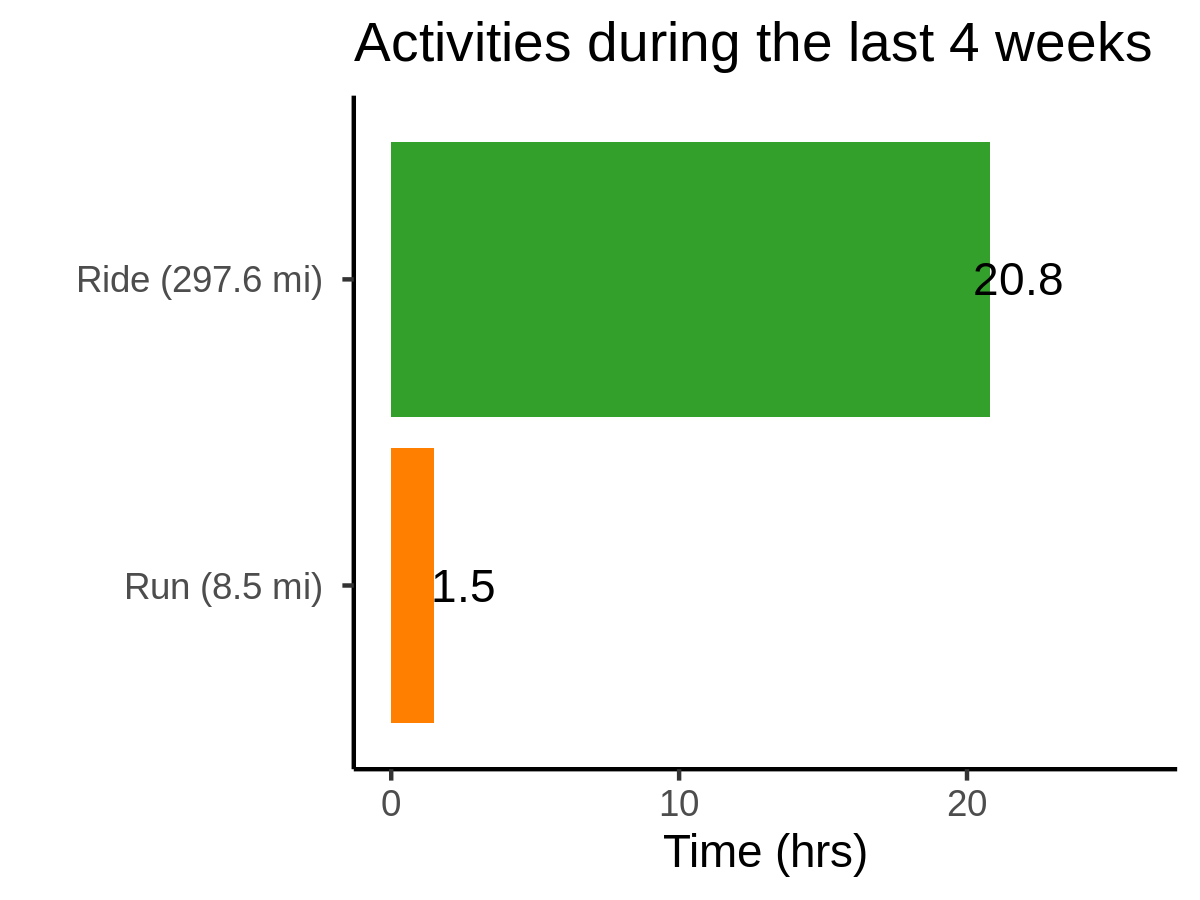 Activities during the last 4 weeks
Ride (297.6 mi)
20.8
Run (8.5 mi)
1.5
0 10 20
Time (hrs)